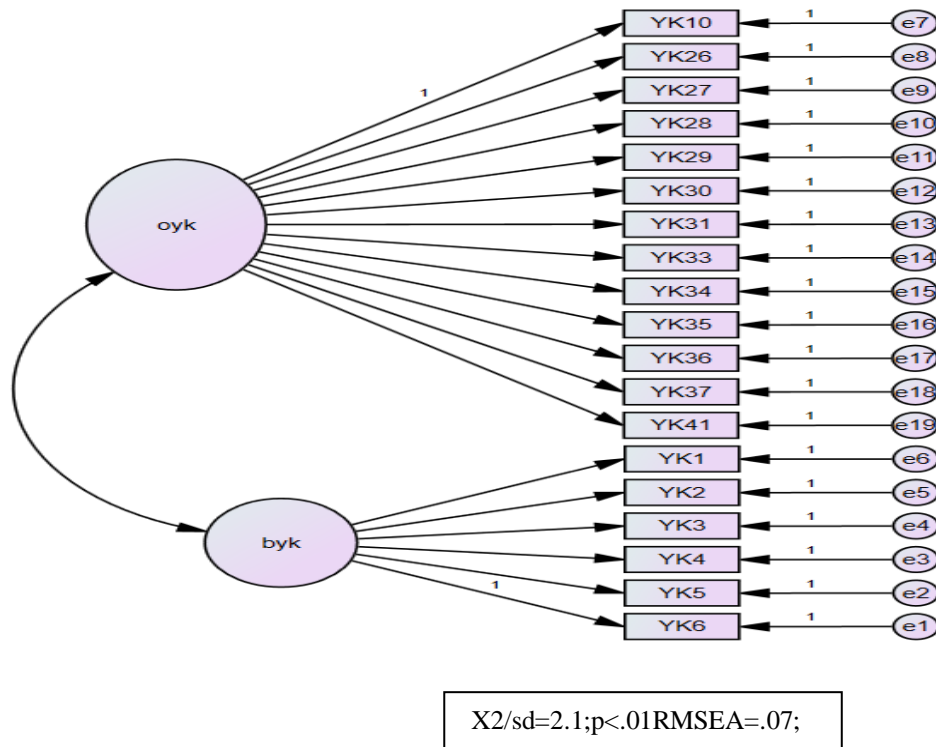 YK10 1 e7
YK26 1 e8
1 YK27 1 e9
YK28 1 e10
YK29 1 e11
YK30 1 e12
oyk YK31 1 e13
YK33 1 e14
YK34 1 e15
YK35 1 e16
YK36 1 e17
YK37 1 e18
YK41 1 e19
YK1 1 e6
YK2 1 e5
YK3 1 e4
byk YK4 1 e3
1 YK5 1 e2
YK6 1 e1
X2/sd=2.1;p<.01RMSEA=.07;